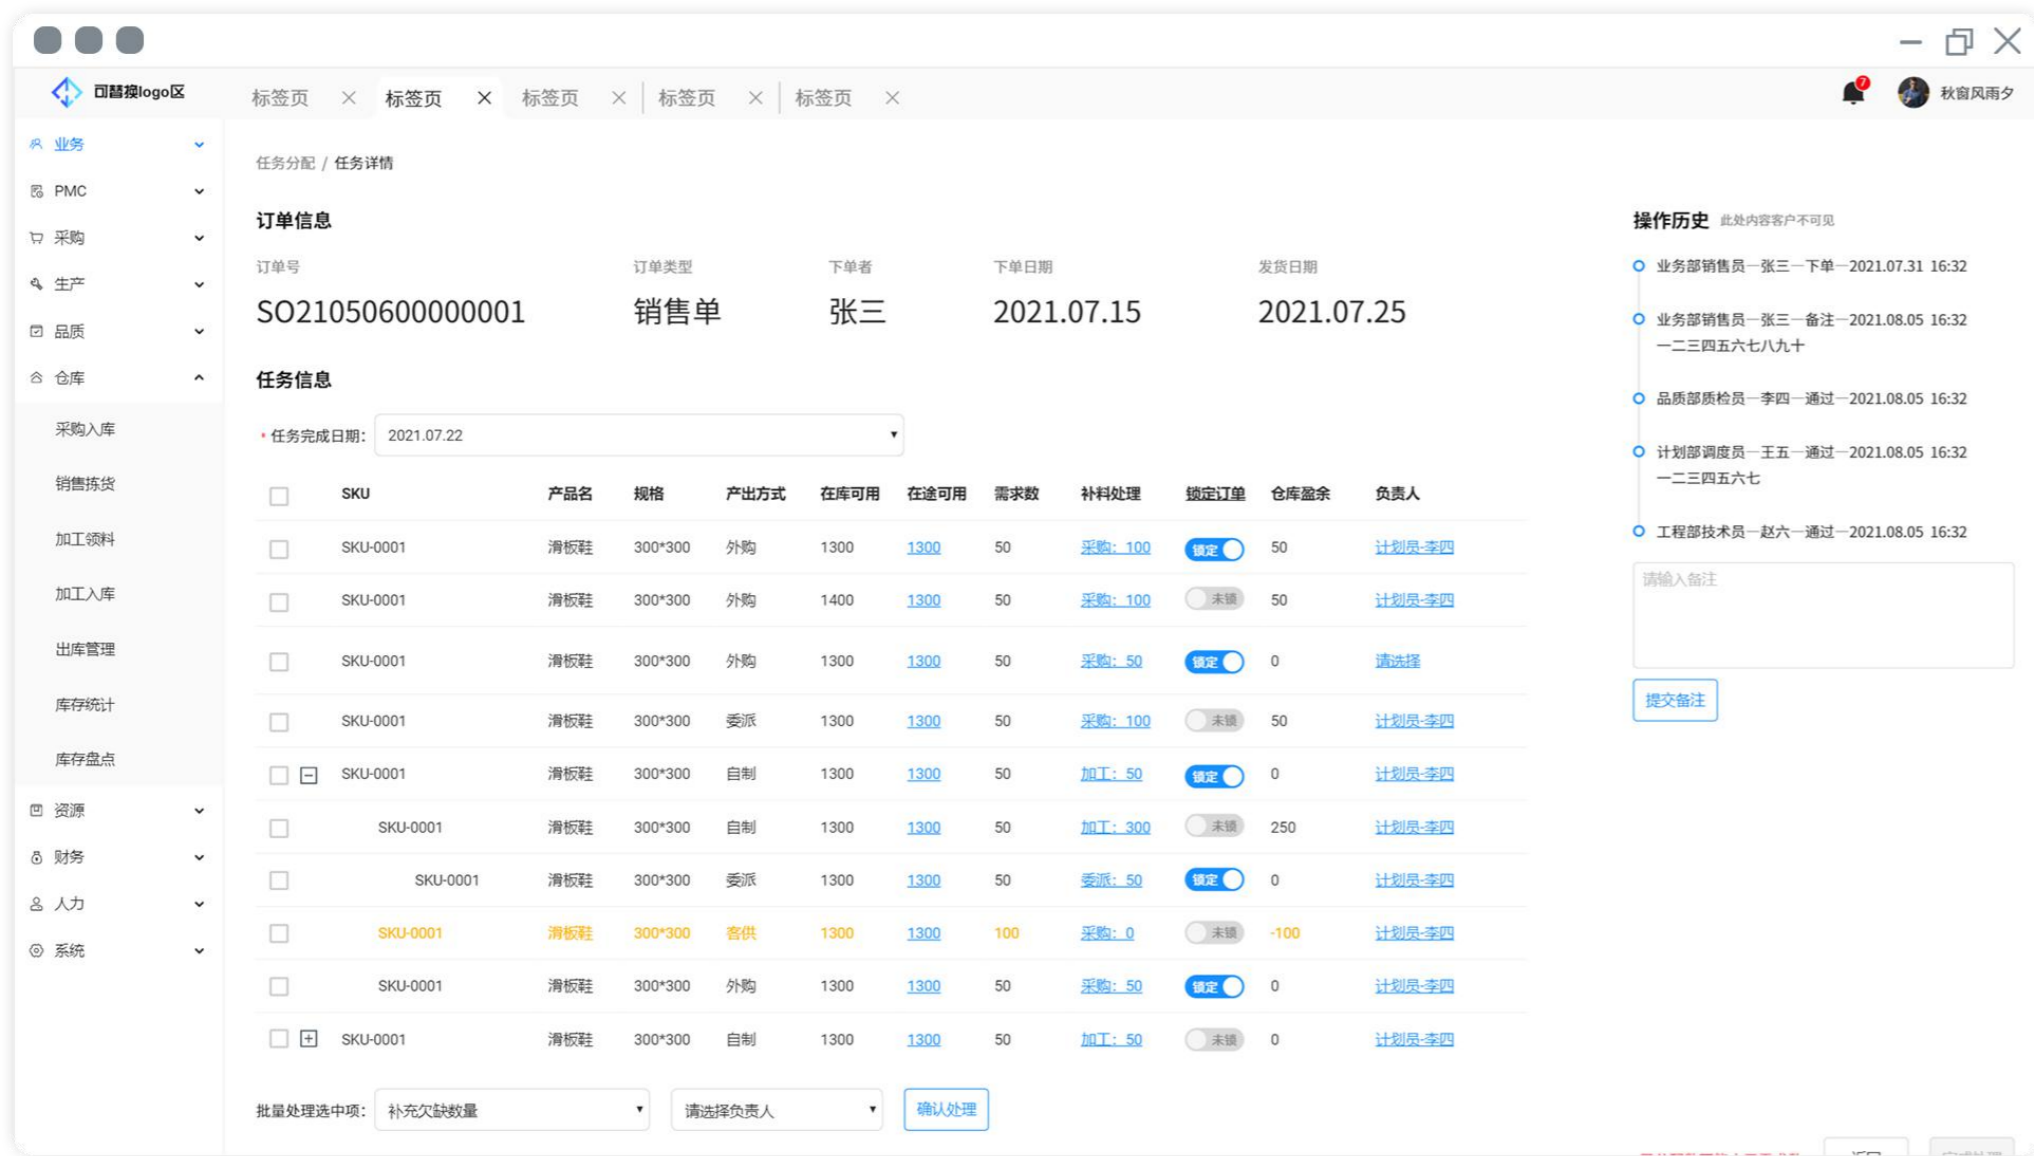 可替换logo区
标签页
标签页
标签页
标签页
标签页
7
秋窗风雨夕
业务
PMC
采购
生产
品质
仓库
采购入库
销售拣货
加工领料
加工入库
出库管理
库存统计
库存盘点
资源
财务
人力
系统
任务分配 / 任务详情
订单信息
订单号 订单类型 下单者 下单日期 发货日期
SO21050600000001 销售单 张三 2021.07.15 2021.07.25
任务信息
* 任务完成日期: 2021.07.22
SKU 产品名 规格 产出方式 在库可用 在途可用 需求数 补料处理 锁定订单 仓库盈余 负责人
SKU-0001 滑板鞋 300*300 外购 1300 1300 50 采购: 100 锁定 50 计划员-李四
SKU-0001 滑板鞋 300*300 外购 1400 1300 50 采购: 100 未锁 50 计划员-李四
SKU-0001 滑板鞋 300*300 外购 1300 1300 50 采购: 50 锁定 0 请选择
SKU-0001 滑板鞋 300*300 委派 1300 1300 50 采购: 100 未锁 50 计划员-李四
SKU-0001 滑板鞋 300*300 自制 1300 1300 50 加工: 50 锁定 0 计划员-李四
SKU-0001 滑板鞋 300*300 自制 1300 1300 50 加工: 300 未锁 250 计划员-李四
SKU-0001 滑板鞋 300*300 委派 1300 1300 50 委派: 50 锁定 0 计划员-李四
SKU-0001 滑板鞋 300*300 客供 1300 1300 100 采购: 0 未锁 -100 计划员-李四
SKU-0001 滑板鞋 300*300 外购 1300 1300 50 采购: 50 锁定 0 计划员-李四
SKU-0001 滑板鞋 300*300 自制 1300 1300 50 加工: 50 未锁 0 计划员-李四
批量处理选中项: 补充欠缺数量 请选择负责人 确认处理
操作历史 此处内容客户不可见
业务部销售员—张三—下单—2021.07.31 16:32
业务部销售员—张三—备注—2021.08.05 16:32
一二三四五六七八九十
品质部质检员—李四—通过—2021.08.05 16:32
计划部调度员—王五—通过—2021.08.05 16:32
一二三四五六七
工程部技术员—赵六—通过—2021.08.05 16:32
请输入备注
提交备注